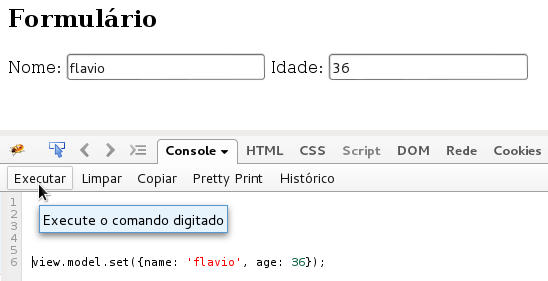 Formulário
Nome: flavio Idade: 36
Console HTML CSS Script DOM Rede Cookies
Executar Limpar Copiar Pretty Print Histórico
Execute o comando digitado
1
2
3
4
5
6 view.model.set({name: 'flavio', age: 36});